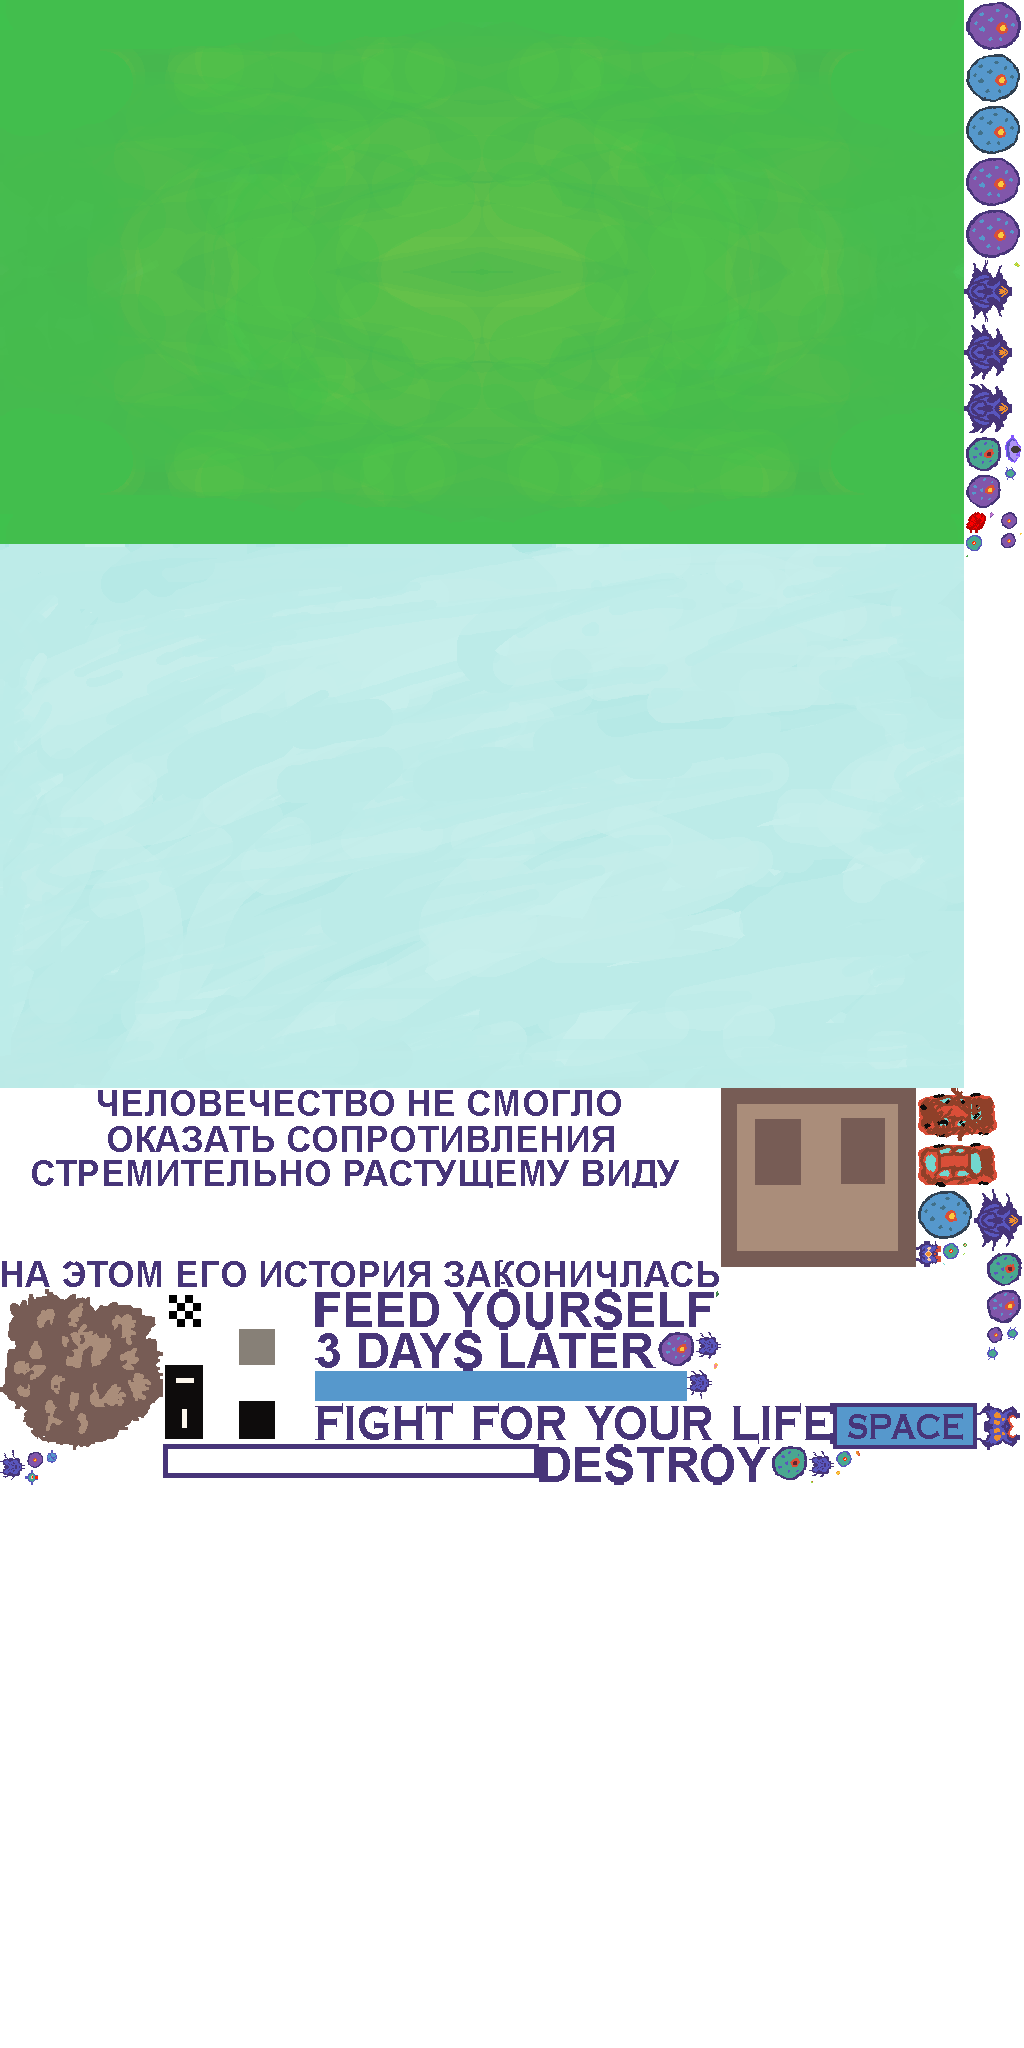 ЧЕЛОВЕЧЕСТВО НЕ СМОГЛО
ОКАЗАТЬ СОПРОТИВЛЕНИЯ
СТРЕМИТЕЛЬНО РАСТУЩЕМУ ВИДУ
НА ЭТОМ ЕГО ИСТОРИЯ ЗАКОНИЧЛАСЬ
FEED YOURSELF
3 DAYS LATER
FIGHT FOR YOUR LIFE
SPACE
DESTROY